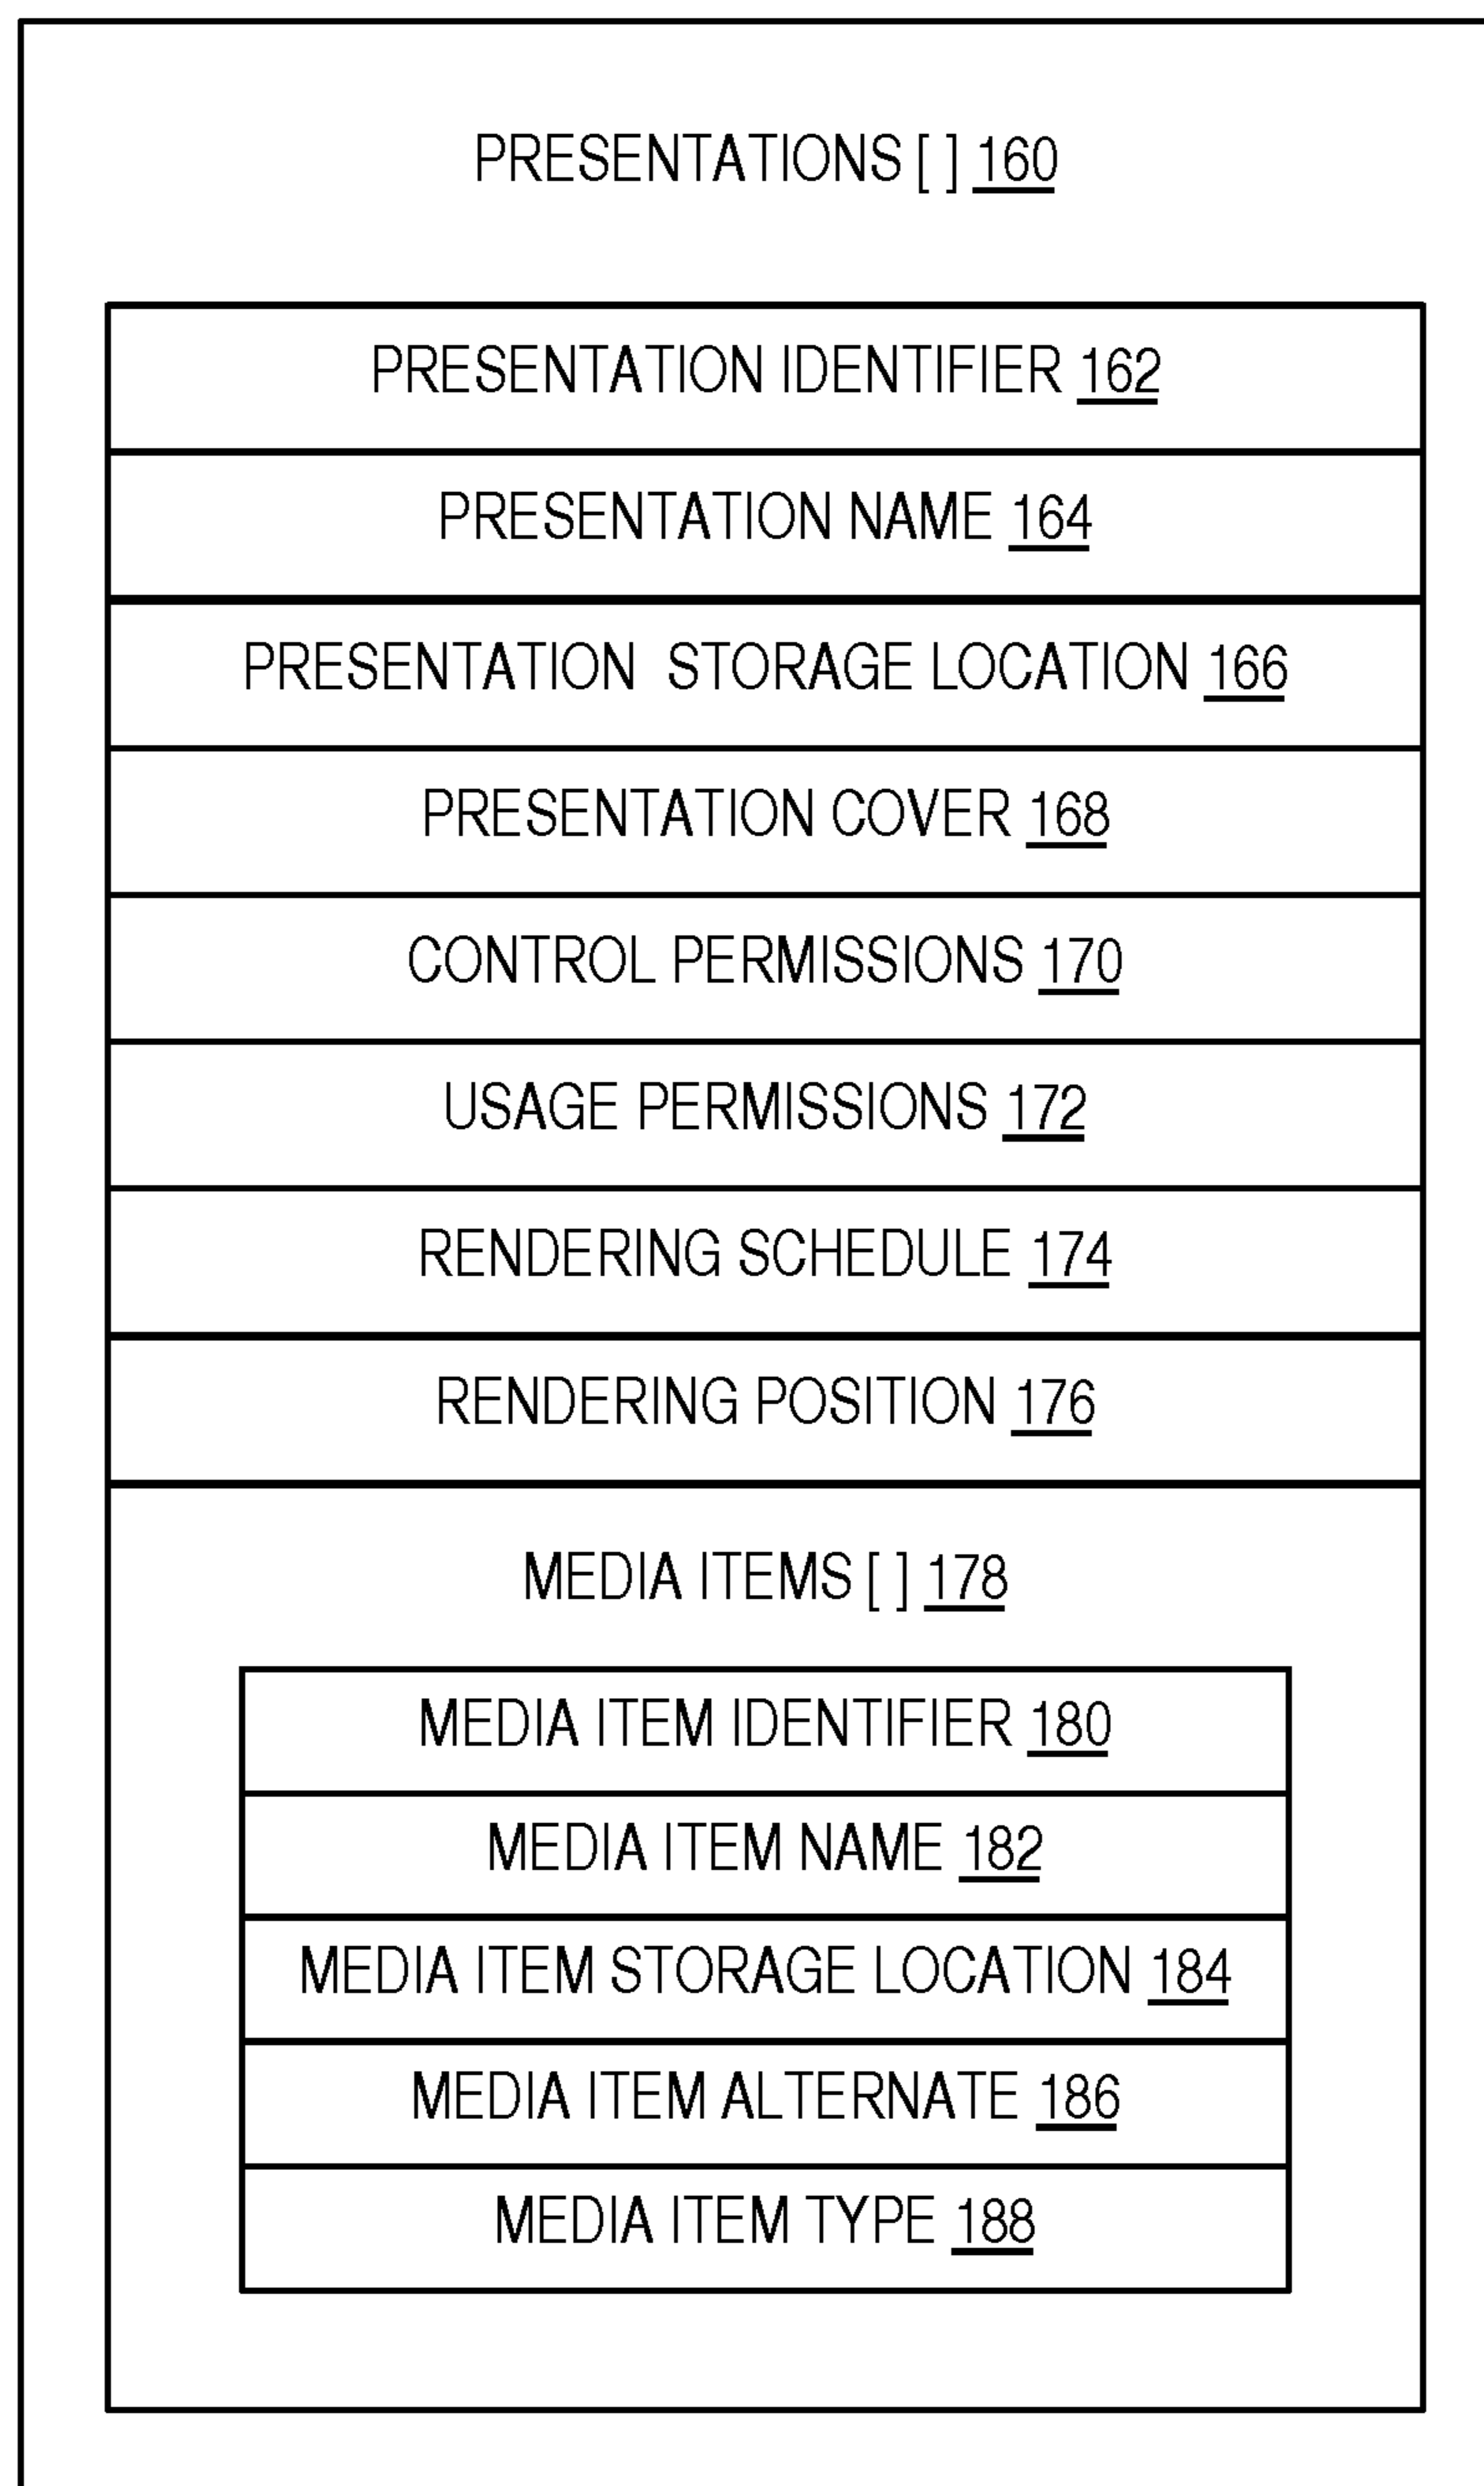 PRESENTATIONS [ ] 160
PRESENTATION IDENTIFIER 162
PRESENTATION NAME 164
PRESENTATION STORAGE LOCATION 166
PRESENTATION COVER 168
CONTROL PERMISSIONS 170
USAGE PERMISSIONS 172
RENDERING SCHEDULE 174
RENDERING POSITION 176
MEDIA ITEMS [ ] 178
MEDIA ITEM IDENTIFIER 180
MEDIA ITEM NAME 182
MEDIA ITEM STORAGE LOCATION 184
MEDIA ITEM ALTERNATE 186
MEDIA ITEM TYPE 188